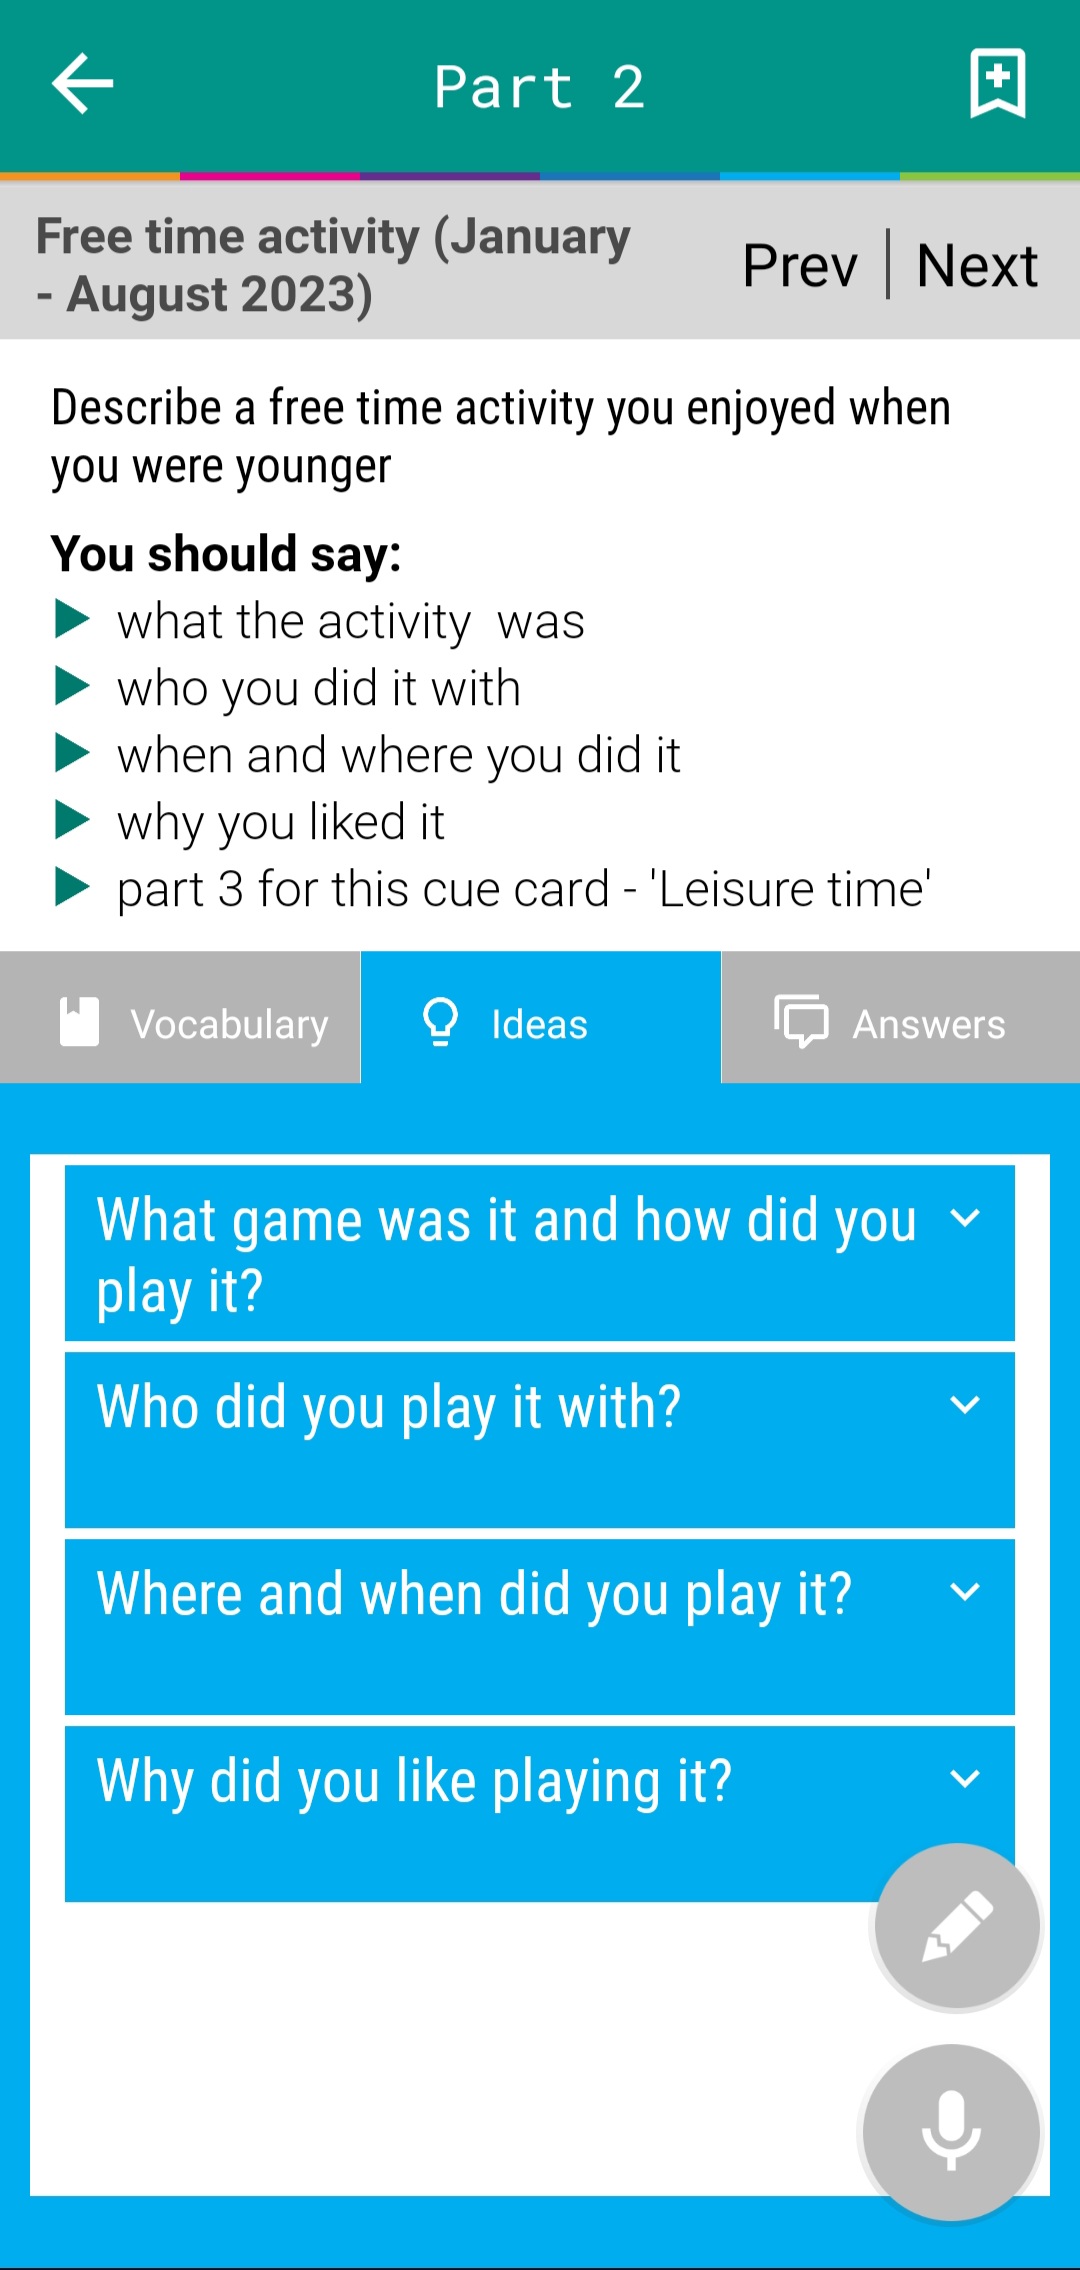 Part 2
Free time activity (January
- August 2023)
Prev | Next
Describe a free time activity you enjoyed when
you were younger
You should say:
what the activity  was
who you did it with
when and where you did it
why you liked it
part 3 for this cue card - 'Leisure time'
Vocabulary
Ideas
Answers
What game was it and how did you
play it?
Who did you play it with?
Where and when did you play it?
Why did you like playing it?